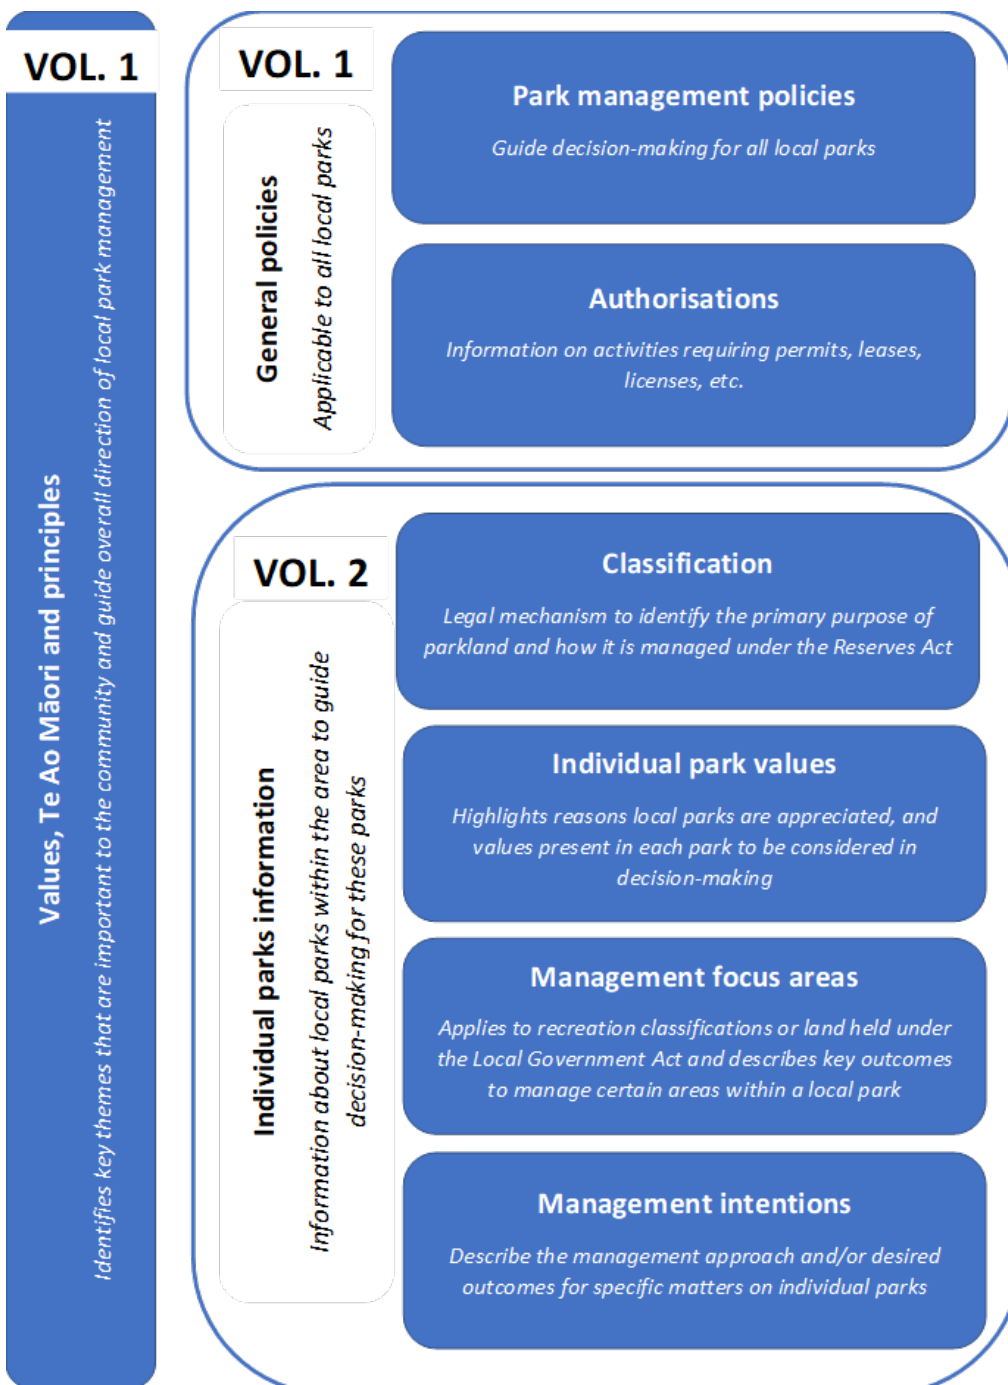 VOL. 1
Values, Te Ao Māori and principles
Identifies key themes that are important to the community and guide overall direction of local park management
VOL. 1
General policies
Applicable to all local parks
Park management policies
Guide decision-making for all local parks
Authorisations
Information on activities requiring permits, leases,
licenses, etc.
VOL. 2
Individual parks information
Information about local parks within the area to guide
decision-making for these parks
Classification
Legal mechanism to identify the primary purpose of
parkland and how it is managed under the Reserves Act
Individual park values
Highlights reasons local parks are appreciated, and
values present in each park to be considered in
decision-making
Management focus areas
Applies to recreation classifications or land held under
the Local Government Act and describes key outcomes
to manage certain areas within a local park
Management intentions
Describe the management approach and/or desired
outcomes for specific matters on individual parks